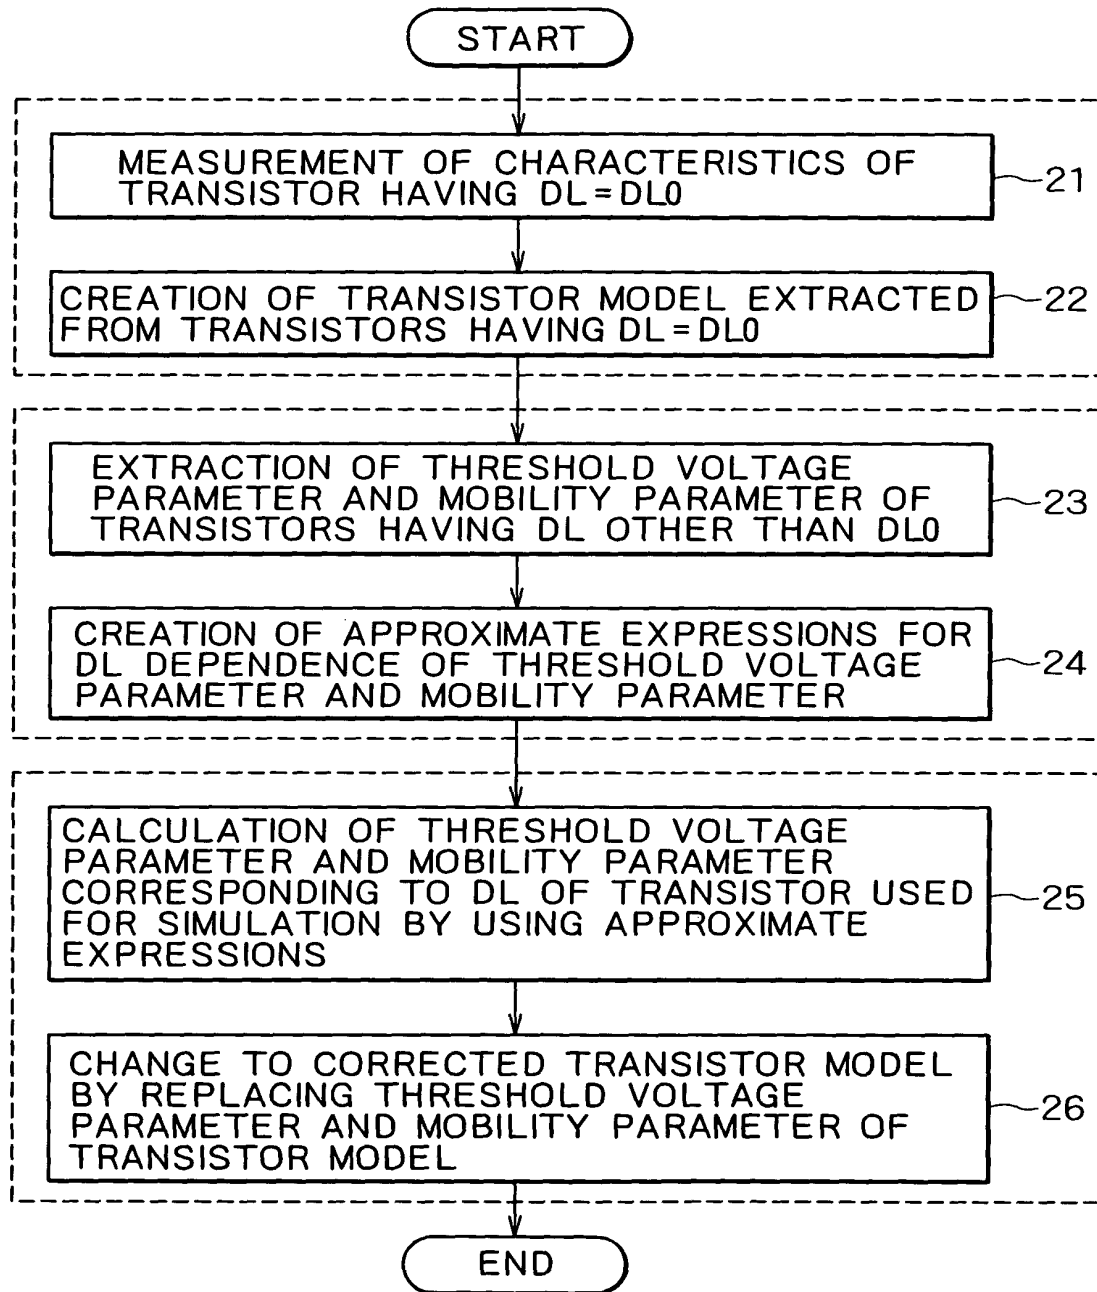 START
MEASUREMENT OF CHARACTERISTICS OF
TRANSISTOR HAVING DL=DL0
21
CREATION OF TRANSISTOR MODEL EXTRACTED
FROM TRANSISTORS HAVING DL=DL0
22
EXTRACTION OF THRESHOLD VOLTAGE
PARAMETER AND MOBILITY PARAMETER OF
TRANSISTORS HAVING DL OTHER THAN DL0
23
CREATION OF APPROXIMATE EXPRESSIONS FOR
DL DEPENDENCE OF THRESHOLD VOLTAGE
PARAMETER AND MOBILITY PARAMETER
24
CALCULATION OF THRESHOLD VOLTAGE
PARAMETER AND MOBILITY PARAMETER
CORRESPONDING TO DL OF TRANSISTOR USED
FOR SIMULATION BY USING APPROXIMATE
EXPRESSIONS
25
CHANGE TO CORRECTED TRANSISTOR MODEL
BY REPLACING THRESHOLD VOLTAGE
PARAMETER AND MOBILITY PARAMETER OF
TRANSISTOR MODEL
26
END